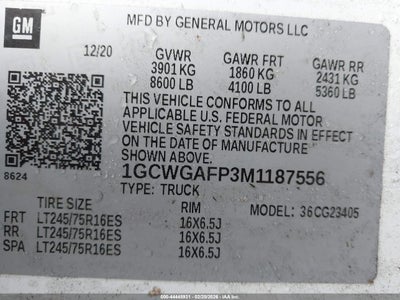 GM
MFD BY GENERAL MOTORS LLC
12/20 GVWR GAWR FRT GAWR RR
3901 KG 1860 KG 2431 KG
8600 LB 4100 LB 5360 LB
THIS VEHICLE CONFORMS TO ALL
APPLICABLE U.S. FEDERAL MOTOR
VEHICLE SAFETY STANDARDS IN EFFECT
ON THE DATE OF MANUFACTURE SHOWN ABOVE
8624 1GCWGAFP3M1187556
TYPE: TRUCK
MODEL: 36CG23405
TIRE SIZE RIM
FRT LT245/75R16ES 16X6.5J
RR LT245/75R16ES 16X6.5J
SPA LT245/75R16ES 16X6.5J